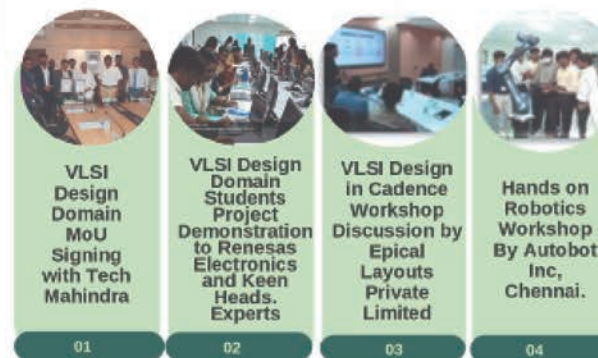 VLSI
Design
Domain
MoU
Signing
with Tech
Mahindra
01
VLSI Design
Domain
Students
Project
Demonstration
to Renesas
Electronics
and Keen
Heads.
Experts
02
VLSI Design
in Cadence
Workshop
Discussion by
Epical
Layouts
Private
Limited
03
Hands on
Robotics
Workshop
By Autobot
Inc,
Chennai.
04